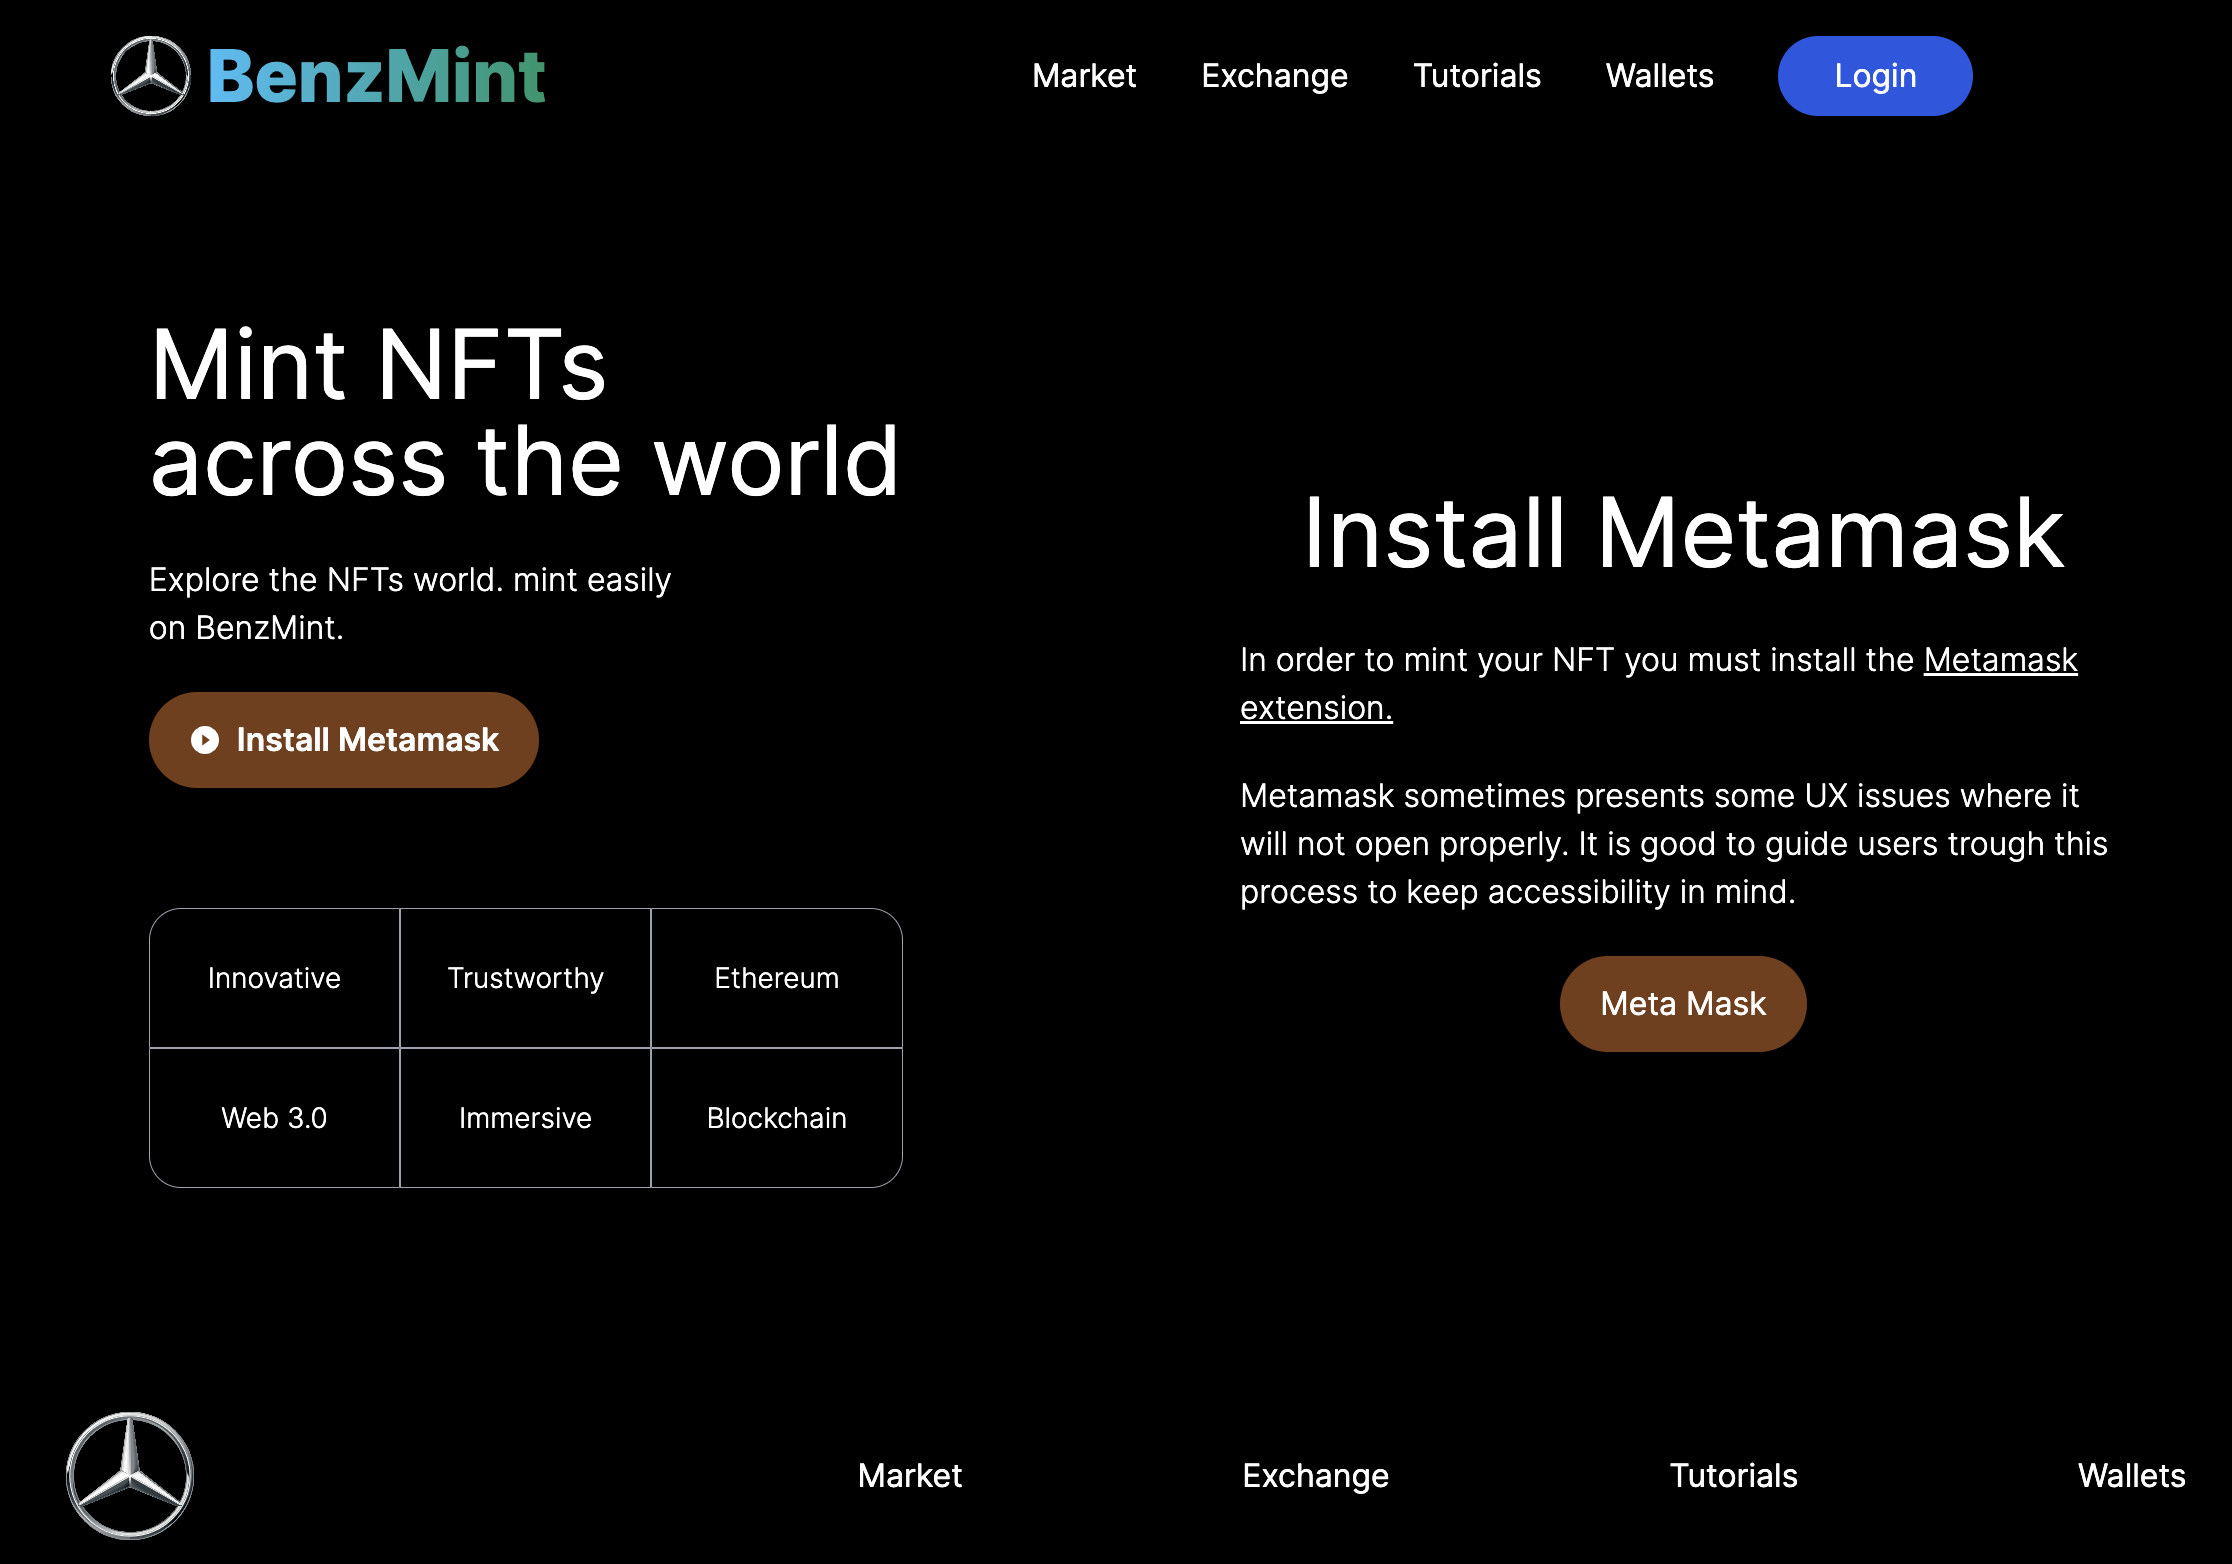 BenzMint
Market Exchange Tutorials Wallets Login
Mint NFTs
across the world
Explore the NFTs world. mint easily
on BenzMint.
Install Metamask
Innovative Trustworthy Ethereum
Web 3.0 Immersive Blockchain
Install Metamask
In order to mint your NFT you must install the Metamask
extension.
Metamask sometimes presents some UX issues where it
will not open properly. It is good to guide users trough this
process to keep accessibility in mind.
Meta Mask
Market Exchange Tutorials Wallets